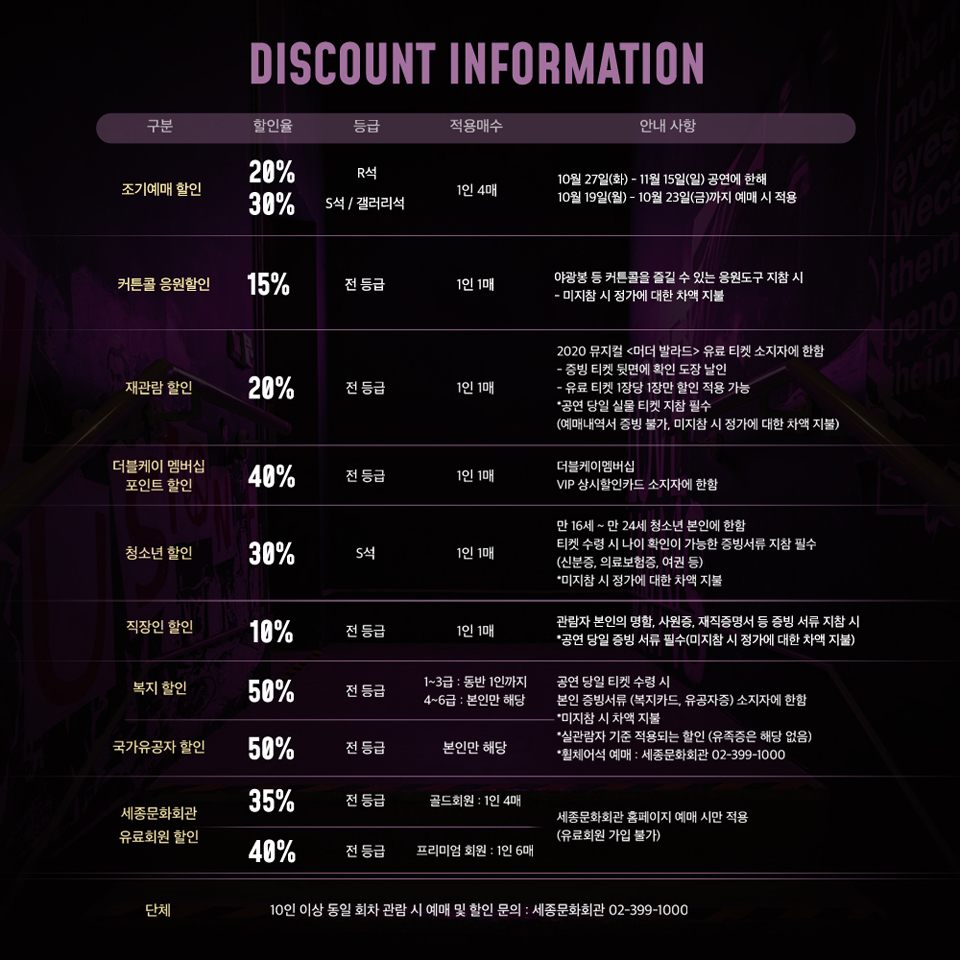 DISCOUNT INFORMATION
구분 할인율 등급 적용매수 안내 사항
조기예매 할인
20% R석
30% S석 / 갤러리석
1인 4매
10월 27일(화) - 11월 15일(일) 공연에 한해
10월 19일(월) - 10월 23일(금)까지 예매 시 적용
커튼콜 응원할인 15% 전 등급 1인 1매
야광봉 등 커튼콜을 즐길 수 있는 응원도구 지참 시
- 미지참 시 정가에 대한 차액 지불
재관람 할인 20% 전 등급 1인 1매
2020 뮤지컬 <머더 발라드> 유료 티켓 소지자에 한함
- 증빙 티켓 뒷면에 확인 도장 날인
- 유료 티켓 1장당 1장만 할인 적용 가능
*공연 당일 실물 티켓 지참 필수
(예매내역서 증빙 불가, 미지참 시 정가에 대한 차액 지불)
더블케이 멤버십
포인트 할인
40% 전 등급 1인 1매
더블케이멤버십
VIP 상시할인카드 소지자에 한함
청소년 할인 30% S석 1인 1매
만 16세 ~ 만 24세 청소년 본인에 한함
티켓 수령 시 나이 확인이 가능한 증빙서류 지참 필수
(신분증, 의료보험증, 여권 등)
*미지참 시 정가에 대한 차액 지불
직장인 할인 10% 전 등급 1인 1매
관람자 본인의 명함, 사원증, 재직증명서 등 증빙 서류 지참 시
*공연 당일 증빙 서류 필수(미지참 시 정가에 대한 차액 지불)
복지 할인 50% 전 등급
1~3급 : 동반 1인까지
4~6급 : 본인만 해당
국가유공자 할인 50% 전 등급 본인만 해당
공연 당일 티켓 수령 시
본인 증빙서류 (복지카드, 유공자증) 소지자에 한함
*미지참 시 차액 지불
*실관람자 기준 적용되는 할인 (유족증은 해당 없음)
*휠체어석 예매 : 세종문화회관 02-399-1000
세종문화회관
유료회원 할인
35% 전 등급 골드회원 : 1인 4매
40% 전 등급 프리미엄 회원 : 1인 6매
세종문화회관 홈페이지 예매 시만 적용
(유료회원 가입 불가)
단체 10인 이상 동일 회차 관람 시 예매 및 할인 문의 : 세종문화회관 02-399-1000